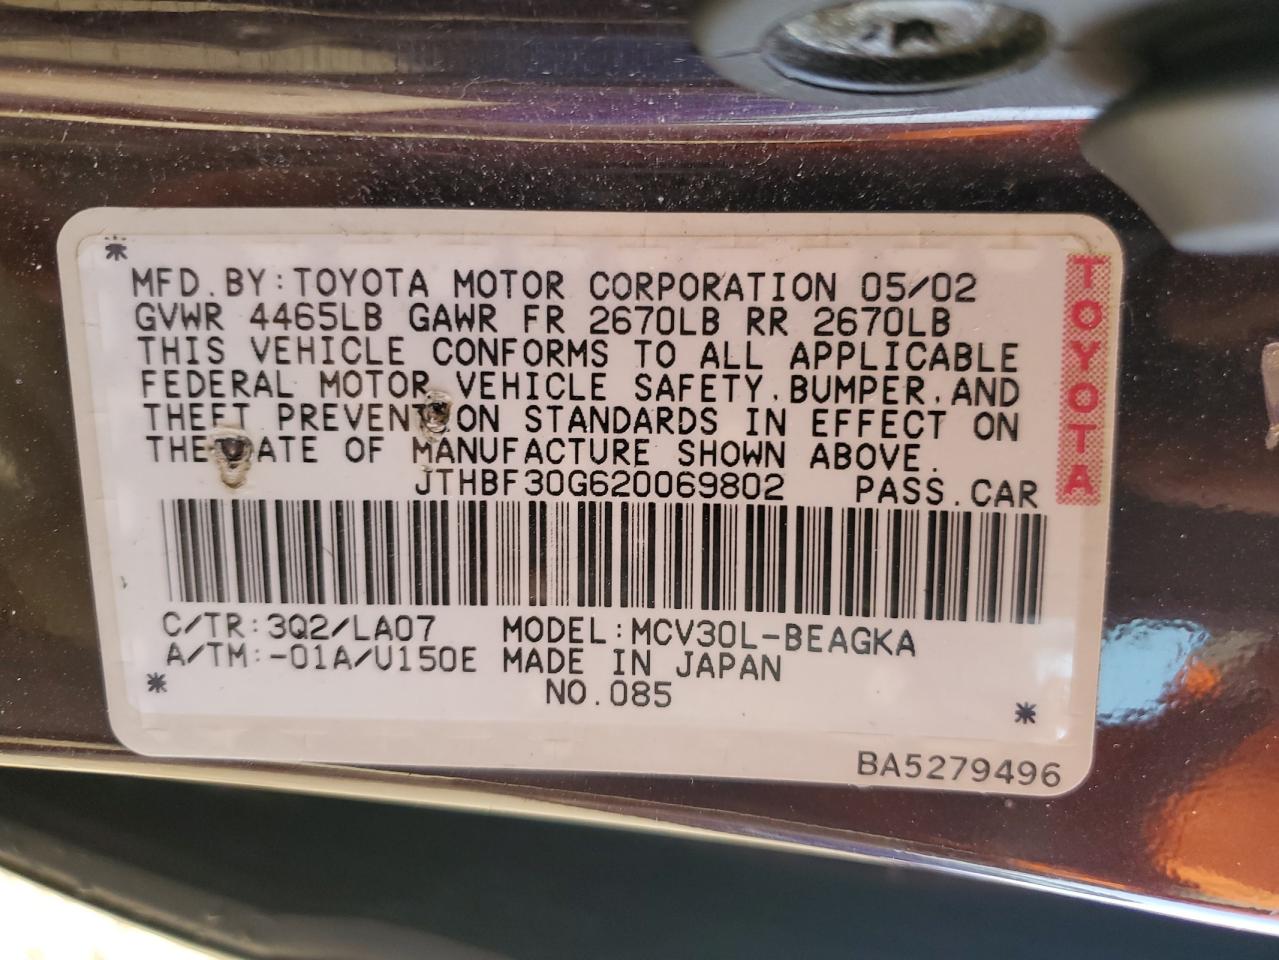 *
MFD.BY:TOYOTA MOTOR CORPORATION 05/02
GVWR 4465LB GAWR FR 2670LB RR 2670LB
THIS VEHICLE CONFORMS TO ALL APPLICABLE
FEDERAL MOTOR VEHICLE SAFETY.BUMPER.AND
THEFT PREVENTION STANDARDS IN EFFECT ON
THE DATE OF MANUFACTURE SHOWN ABOVE.
JTHBF30G620069802 PASS.CAR
C/TR:3Q2/LA07 MODEL:MCV30L-BEAGKA
A/TM:-01A/U150E MADE IN JAPAN
* NO.085 *
BA5279496
TOYOTA